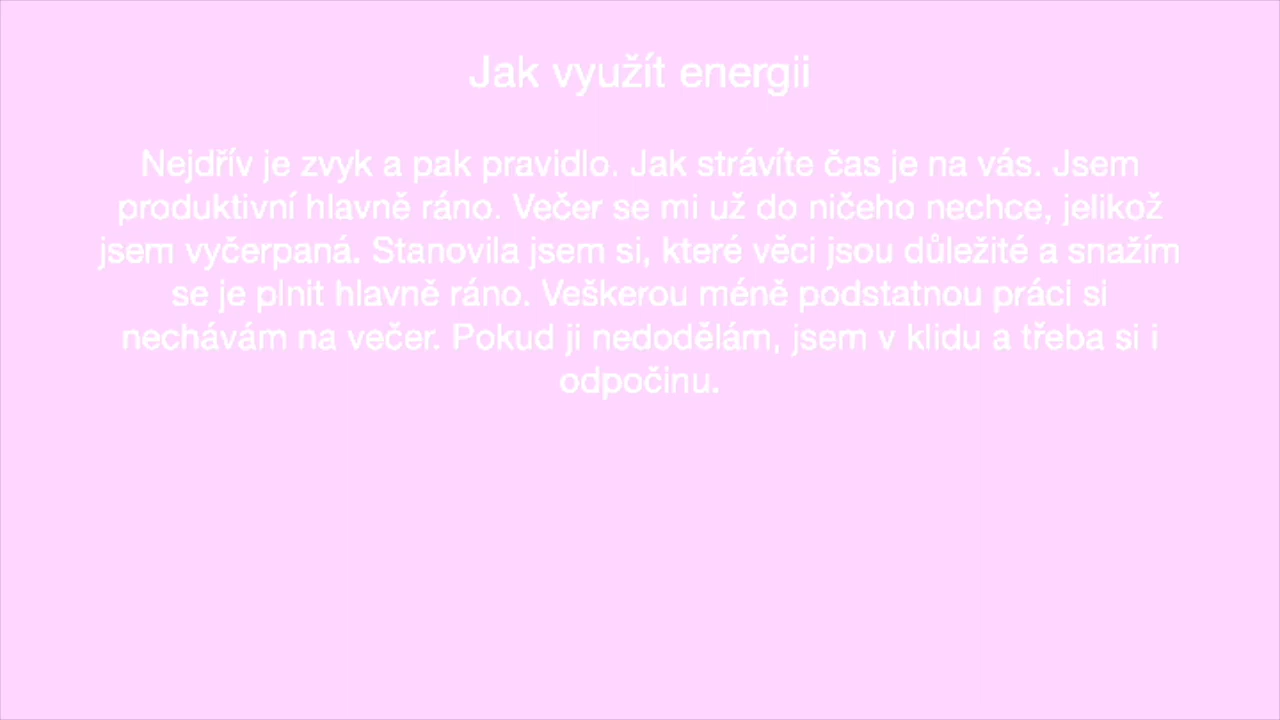 Jak využít energii
Nejdřív je zvyk a pak pravidlo. Jak strávíte čas je na vás. Jsem
produktivní hlavně ráno. Večer se mi už do ničeho nechce, jelikož
jsem vyčerpaná. Stanovila jsem si, které věci jsou důležité a snažím
se je plnit hlavně ráno. Veškerou méně podstatnou práci si
nechávám na večer. Pokud ji nedodělám, jsem v klidu a třeba si i
odpočinu.